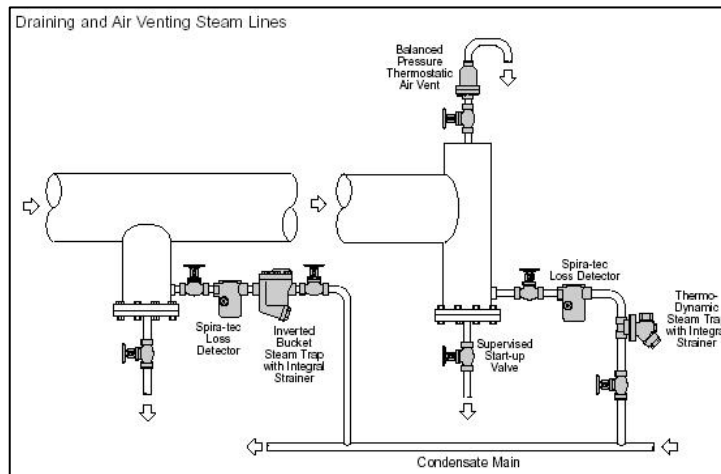 Draining and Air Venting Steam Lines
Balanced
Pressure
Thermostatic
Air Vent
Spira-tec
Loss Detector
Thermo-
Dynamic
Steam Trap
with Integral
Strainer
Spira-tec
Loss
Detector
Inverted
Bucket
Steam Trap
with Integral
Strainer
Supervised
Start-up
Valve
Condensate Main